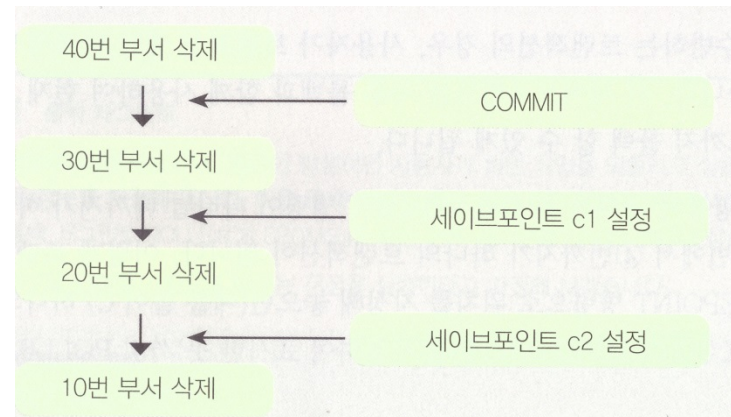 40번 부서 삭제
COMMIT
30번 부서 삭제
세이브포인트 c1 설정
20번 부서 삭제
세이브포인트 c2 설정
10번 부서 삭제